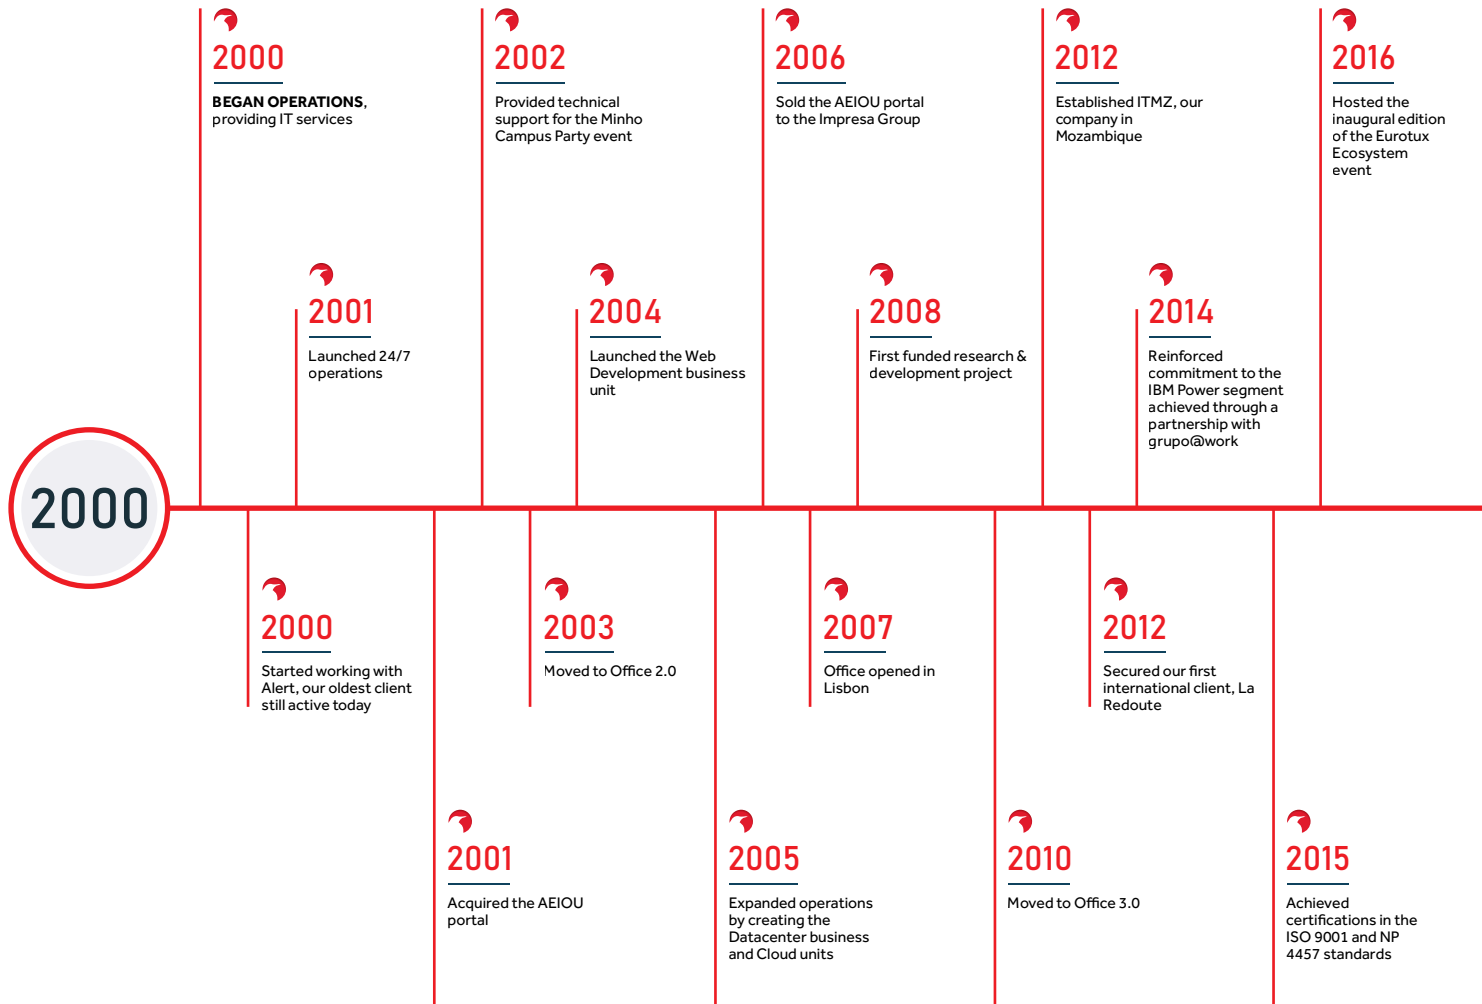 2000
BEGAN OPERATIONS,
providing IT services
2002
Provided technical
support for the Minho
Campus Party event
2006
Sold the AEIOU portal
to the Impresa Group
2012
Established ITMZ, our
company in
Mozambique
2016
Hosted the
inaugural edition
of the Eurotux
Ecosystem
event
2001
Launched 24/7
operations
2004
Launched the Web
Development business
unit
2008
First funded research &
development project
2014
Reinforced
commitment to the
IBM Power segment
achieved through a
partnership with
grupo@work
2000
2000
Started working with
Alert, our oldest client
still active today
2003
Moved to Office 2.0
2007
Office opened in
Lisbon
2012
Secured our first
international client, La
Redoute
2001
Acquired the AEIOU
portal
2005
Expanded operations
by creating the
Datacenter business
and Cloud units
2010
Moved to Office 3.0
2015
Achieved
certifications in the
ISO 9001 and NP
4457 standards